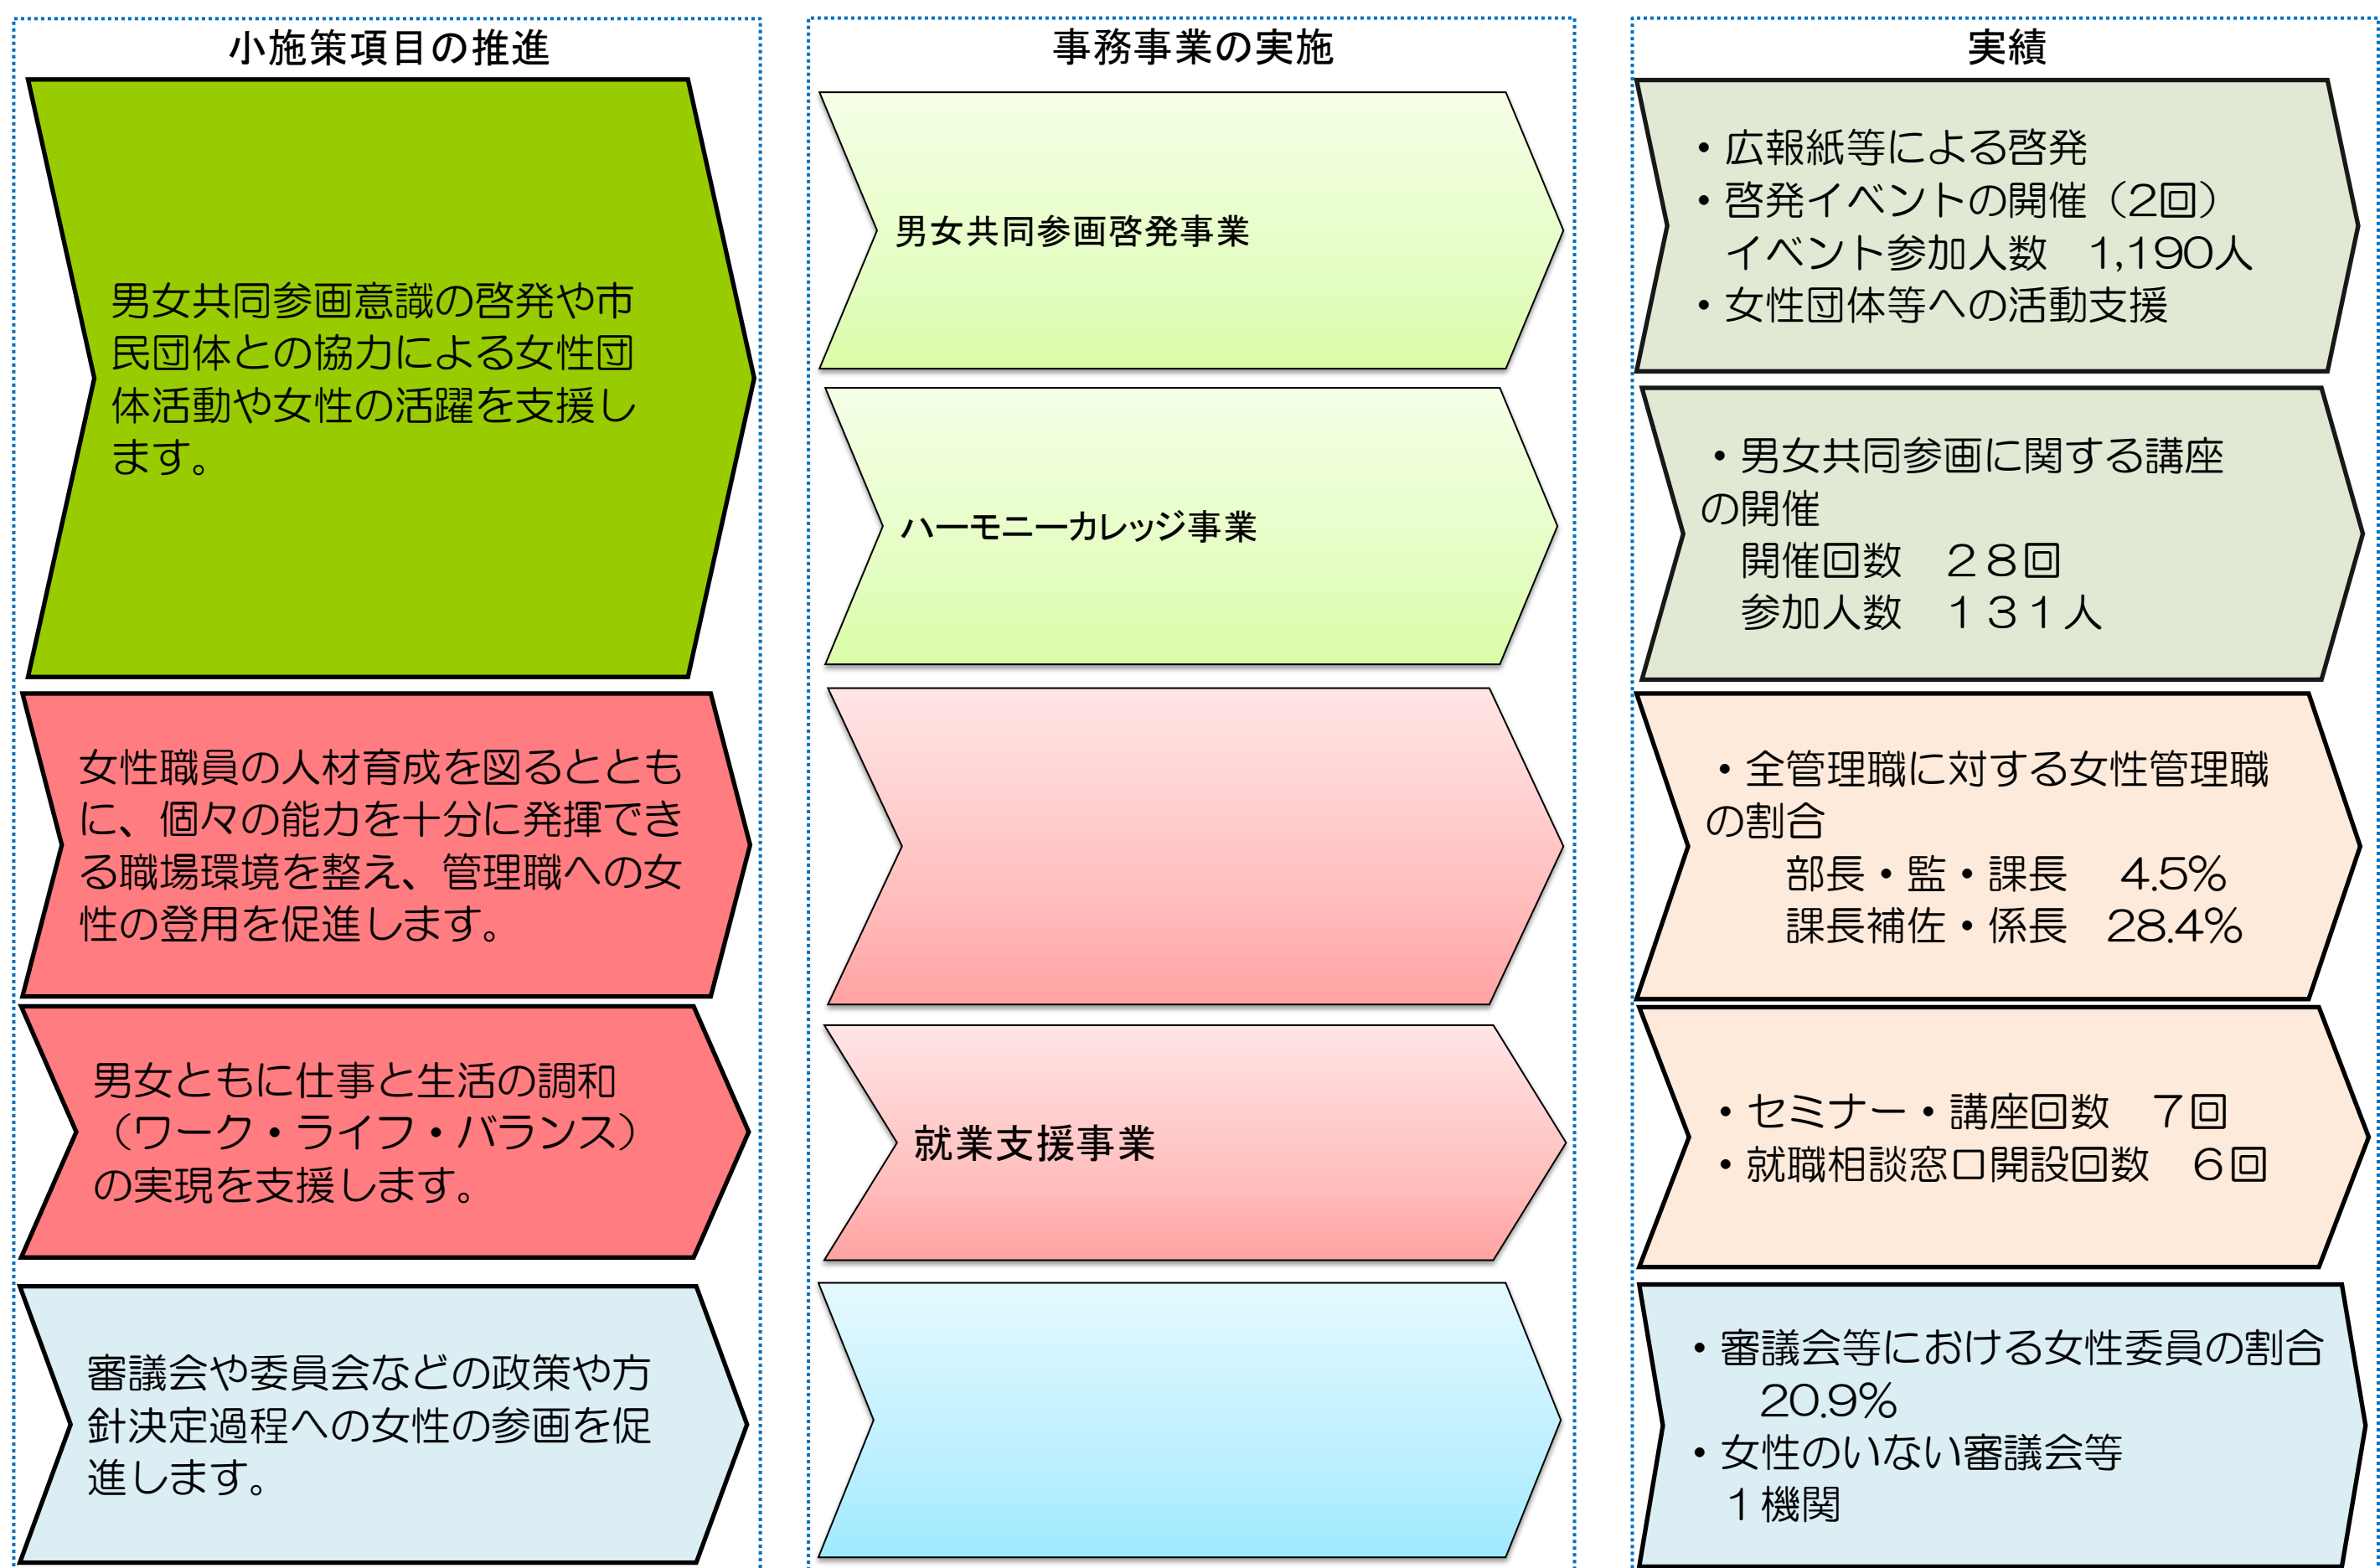 小施策項目の推進
男女共同参画意識の啓発や市
民団体との協力による女性団
体活動や女性の活躍を支援し
ます。
女性職員の人材育成を図るととも
に、個々の能力を十分に発揮でき
る職場環境を整え、管理職への女
性の登用を促進します。
男女ともに仕事と生活の調和
（ワーク・ライフ・バランス）
の実現を支援します。
審議会や委員会などの政策や方
針決定過程への女性の参画を促
進します。
事務事業の実施
男女共同参画啓発事業
ハーモニーカレッジ事業
就業支援事業
実績
・広報紙等による啓発
・啓発イベントの開催（2回）
イベント参加人数　1,190人
・女性団体等への活動支援
・男女共同参画に関する講座
の開催
開催回数　２８回
参加人数　１３１人
・全管理職に対する女性管理職
の割合
部長・監・課長　4.5%
課長補佐・係長　28.4%
・セミナー・講座回数　７回
・就職相談窓口開設回数　６回
・審議会等における女性委員の割合
20.9%
・女性のいない審議会等
１機関